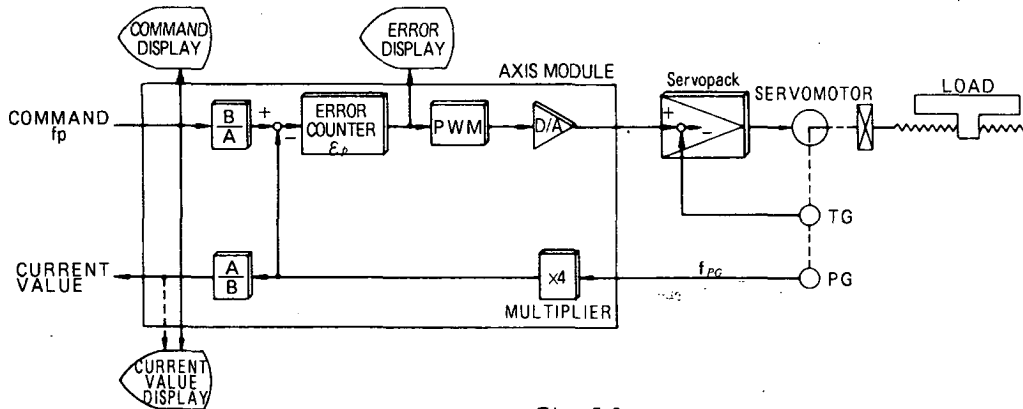 COMMAND
DISPLAY
ERROR
DISPLAY
AXIS MODULE
Servopack
SERVOMOTOR
LOAD
COMMAND
fp
B
A
+
−
ERROR
COUNTER
εp
PWM
D/A
+
−
TG
CURRENT
VALUE
A
B
×4
MULTIPLIER
fPG
PG
CURRENT
VALUE
DISPLAY